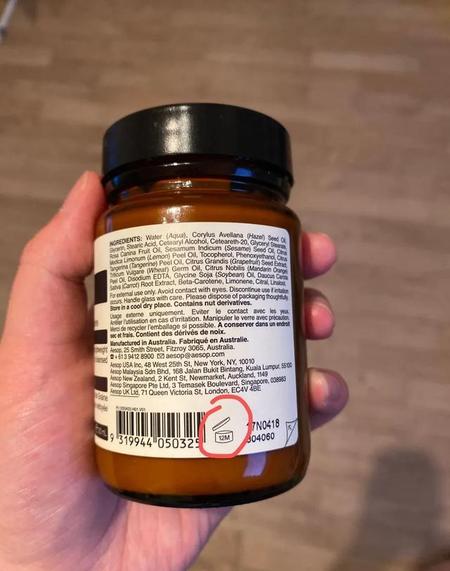 INGREDIENTS: Water (Aqua), Corylus Avellana (Hazel) Seed Oil,
Glycerin, Stearic Acid, Cetearyl Alcohol, Ceteareth-20, Glyceryl Stearate,
Rosa Canina Fruit Oil, Sesamum Indicum (Sesame) Seed Oil, Citrus
Medica Limonum (Lemon) Peel Oil, Tocopherol, Phenoxyethanol, Citrus
Tangerina (Tangerine) Peel Oil, Citrus Grandis (Grapefruit) Seed Extract,
Triticum Vulgare (Wheat) Germ Oil, Citrus Nobilis (Mandarin Orange)
Peel Oil, Disodium EDTA, Glycine Soja (Soybean) Oil, Daucus Carota
Sativa (Carrot) Root Extract, Beta-Carotene, Limonene, Citral, Linalool.
For external use only. Avoid contact with eyes. Discontinue use if irritation
occurs. Handle glass with care. Please dispose of packaging thoughtfully.
Store in a cool dry place. Contains nut derivatives.
Usage externe uniquement. Eviter le contact avec les yeux.
Arrêter l'utilisation en cas d'irritation. Manipuler le verre avec précaution.
Merci de recycler l'emballage si possible. A conserver dans un endroit
sec et frais. Contient des dérivés de noix.
Manufactured in Australia. Fabriqué en Australie.
Aesop, 25 Smith Street, Fitzroy 3065, Australia.
+61 3 9412 8900 aesop@aesop.com
Aesop USA Inc, 48 West 25th St, New York, NY, 10010
Aesop Malaysia Sdn Bhd, 168 Jalan Bukit Bintang, Kuala Lumpur, 55100
Aesop New Zealand, 2 Kent St, Newmarket, Auckland, 1149
Aesop Singapore Pte Ltd, 3 Temasek Boulevard, Singapore, 038983
Aesop UK Ltd, 71 Queen Victoria St, London, EC4V 4BE
9 319944 050325
12M
17N0418
804060